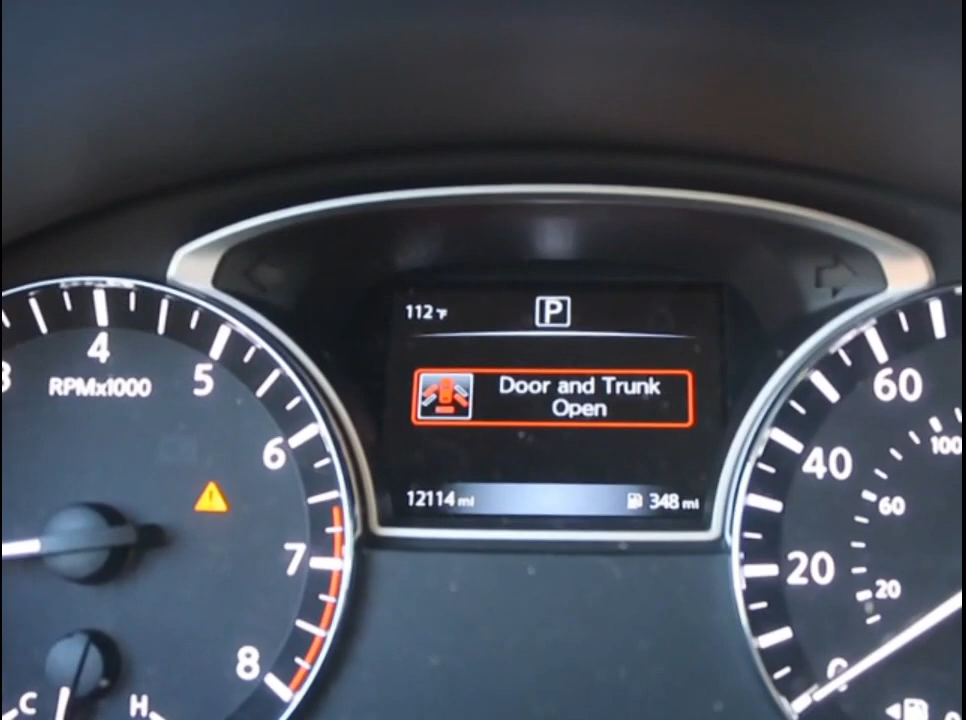 112°F
P
Door and Trunk
Open
12114 mi
348 mi
4
5
6
7
8
RPMx1000
C
H
60
40
20
0
100
60
20